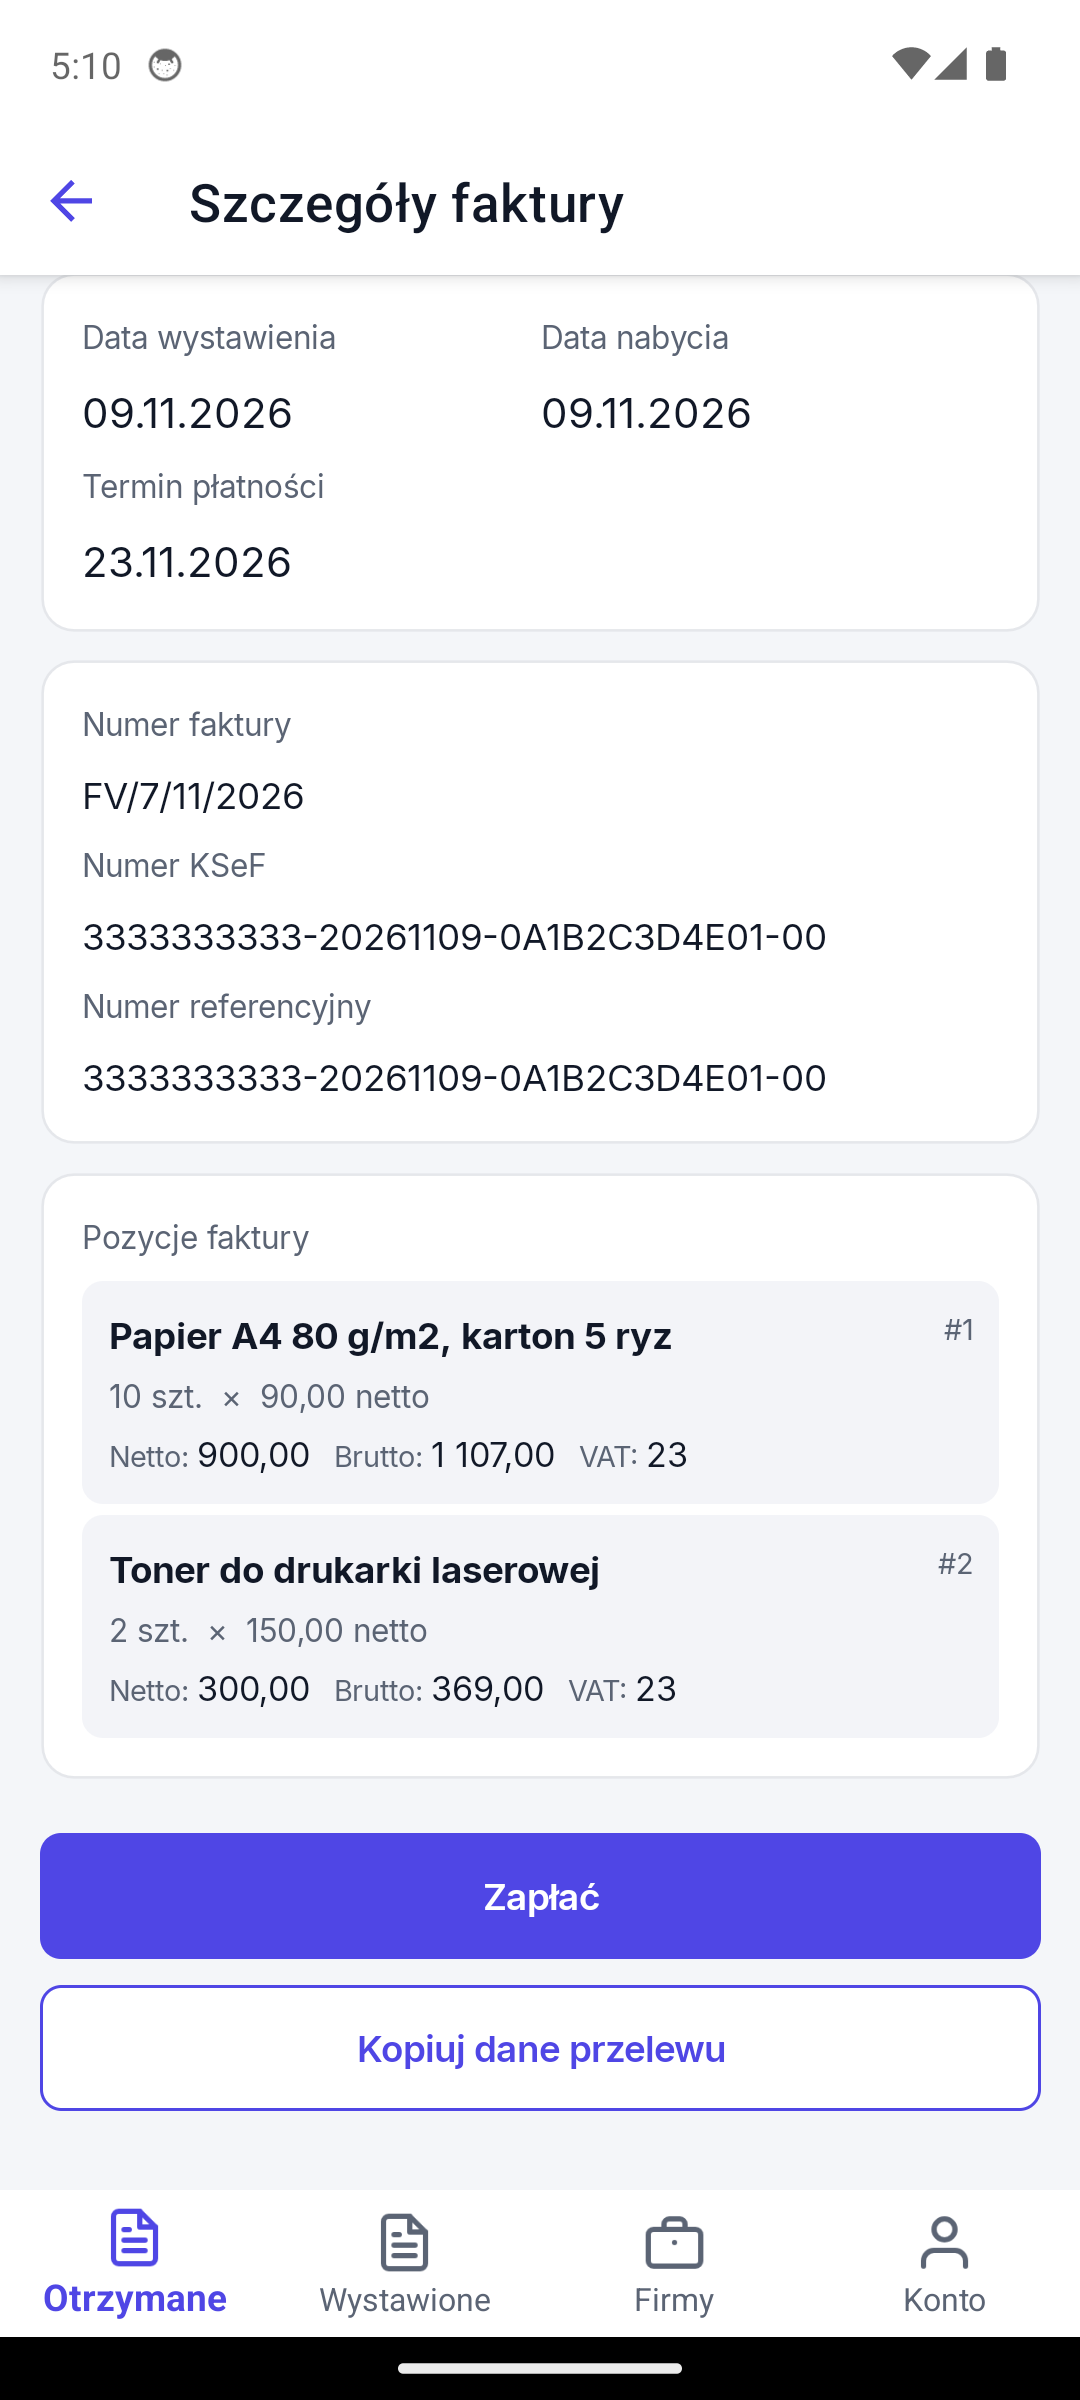 5:10
Szczegóły faktury
Data wystawienia
Data nabycia
09.11.2026
09.11.2026
Termin płatności
23.11.2026
Numer faktury
FV/7/11/2026
Numer KSeF
3333333333-20261109-0A1B2C3D4E01-00
Numer referencyjny
3333333333-20261109-0A1B2C3D4E01-00
Pozycje faktury
Papier A4 80 g/m2, karton 5 ryz #1
10 szt. × 90,00 netto
Netto: 900,00 Brutto: 1 107,00 VAT: 23
Toner do drukarki laserowej #2
2 szt. × 150,00 netto
Netto: 300,00 Brutto: 369,00 VAT: 23
Zapłać
Kopiuj dane przelewu
Otrzymane Wystawione Firmy Konto